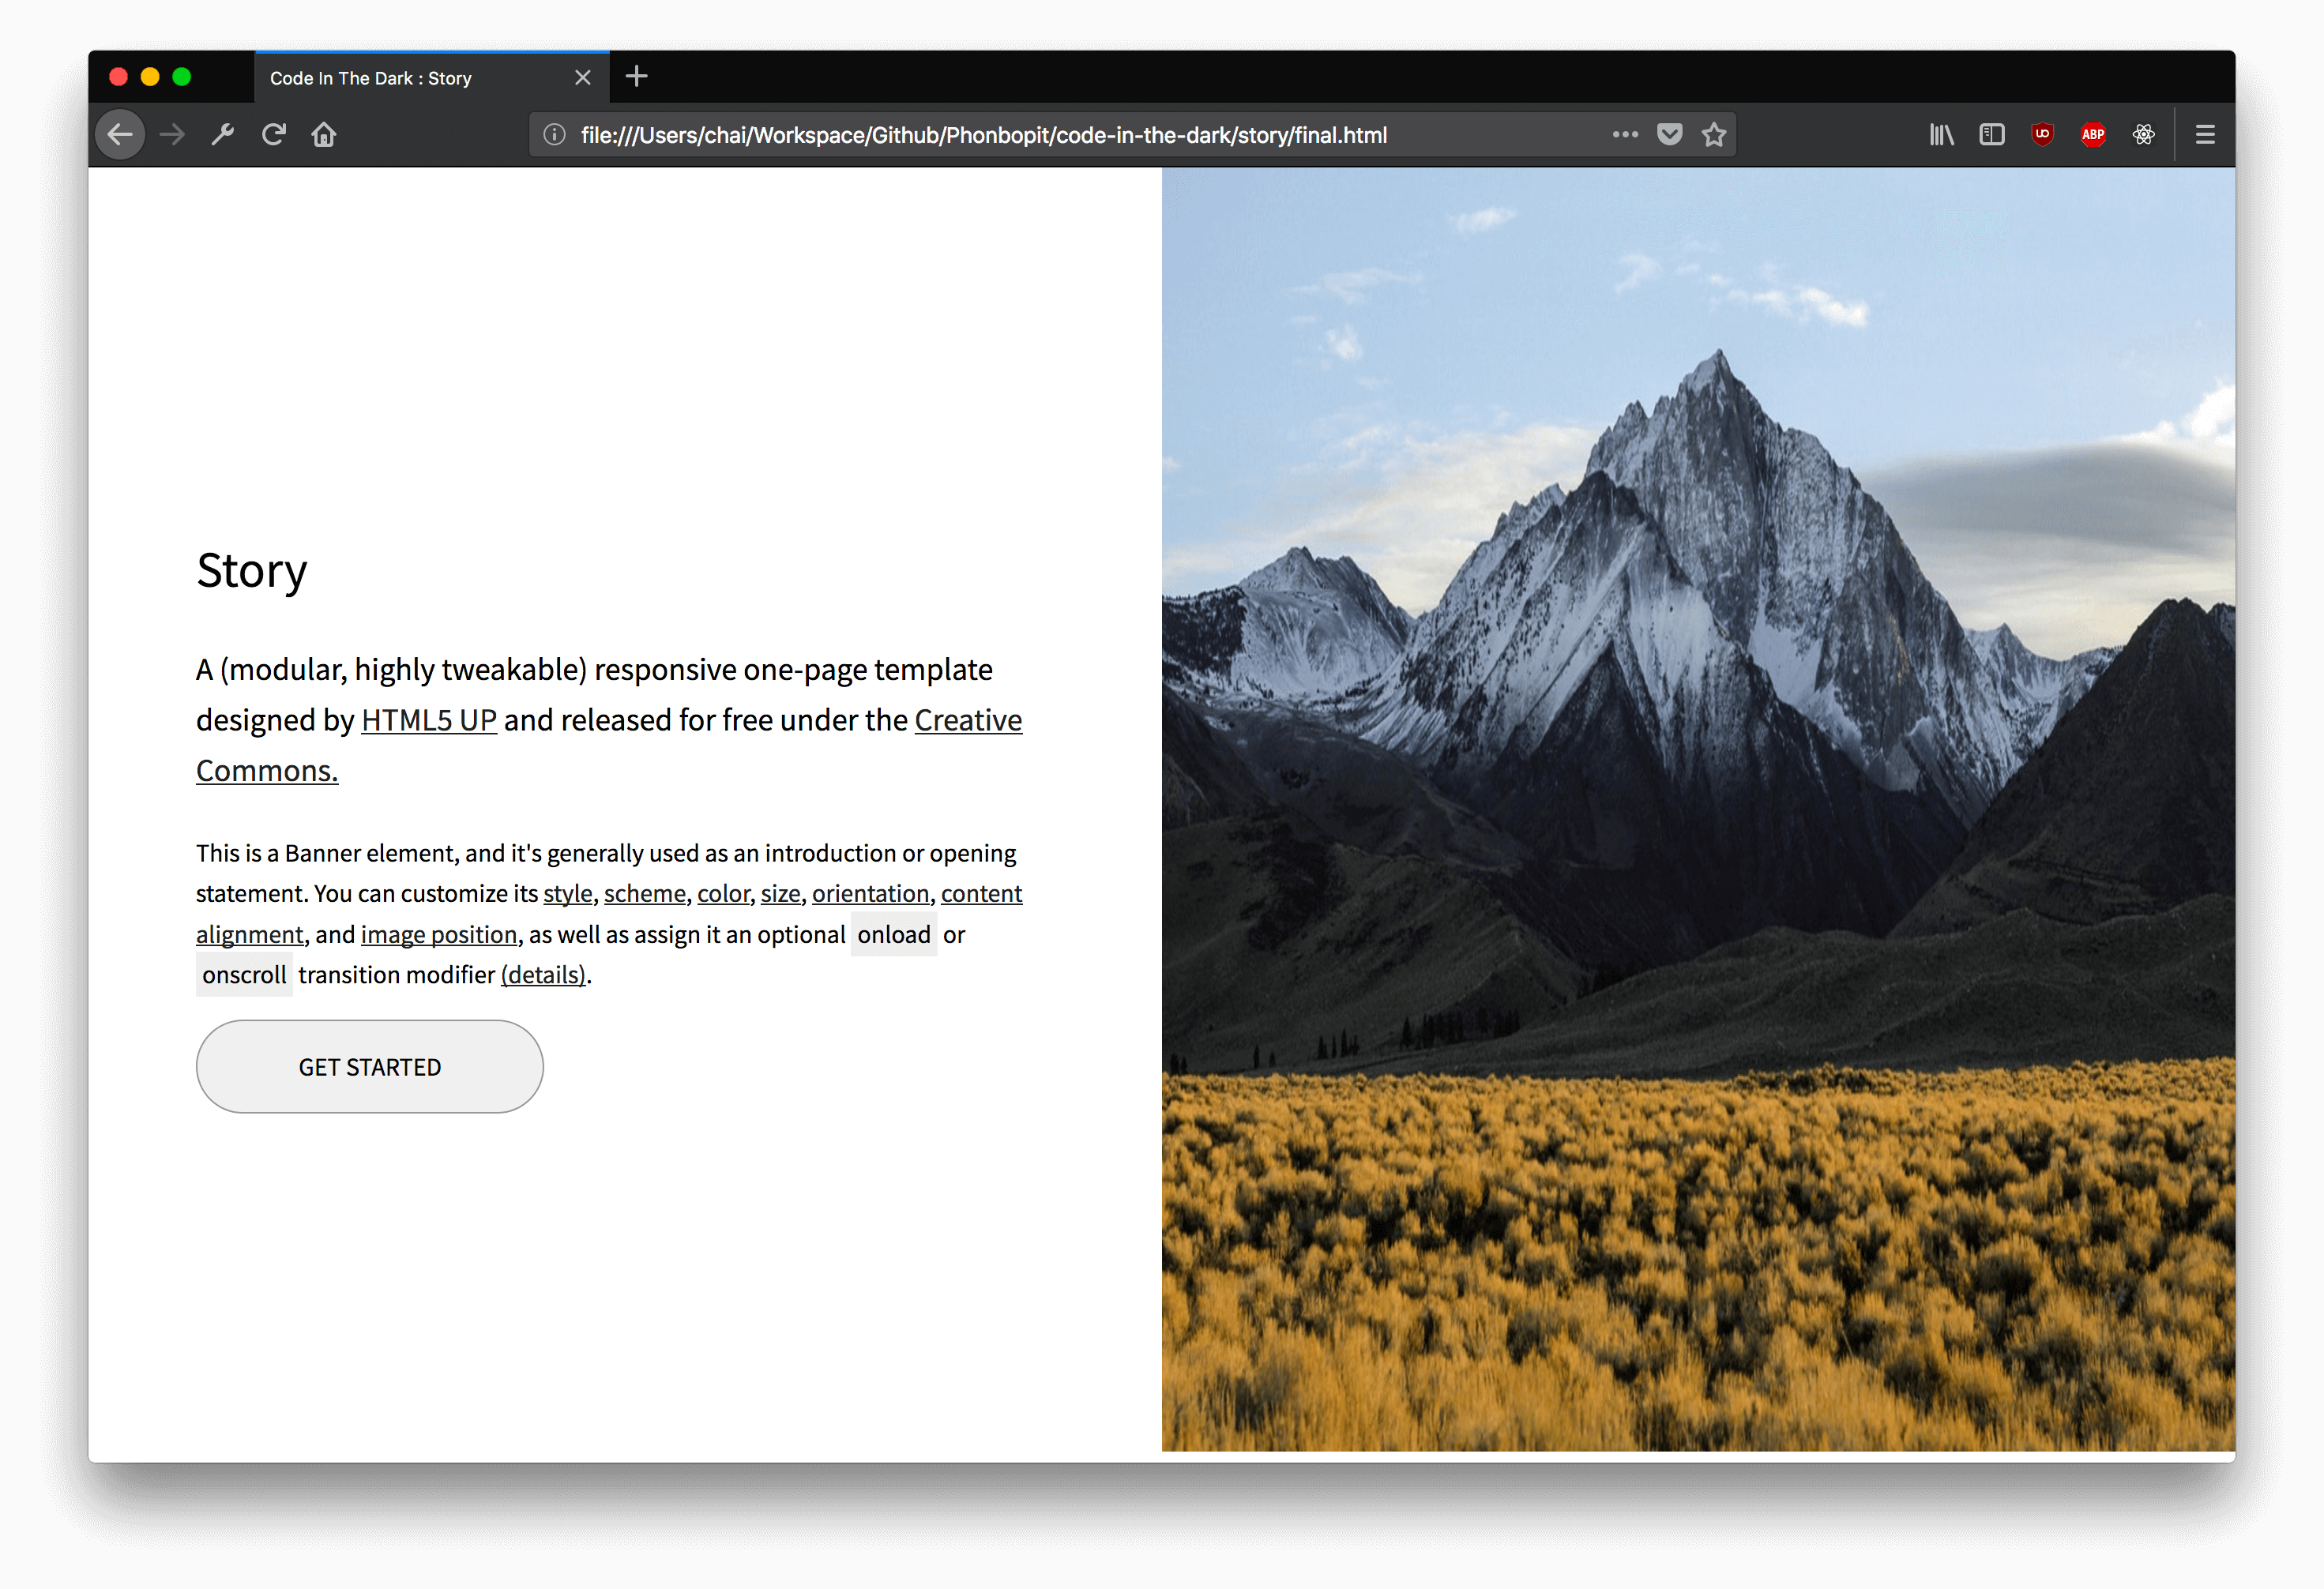 Code In The Dark : Story
file:///Users/chai/Workspace/Github/Phonbopit/code-in-the-dark/story/final.html
UO
ABP
Story
A (modular, highly tweakable) responsive one-page template
designed by HTML5 UP and released for free under the Creative
Commons.
This is a Banner element, and it's generally used as an introduction or opening
statement. You can customize its style, scheme, color, size, orientation, content
alignment, and image position, as well as assign it an optional onload or
onscroll transition modifier (details).
GET STARTED